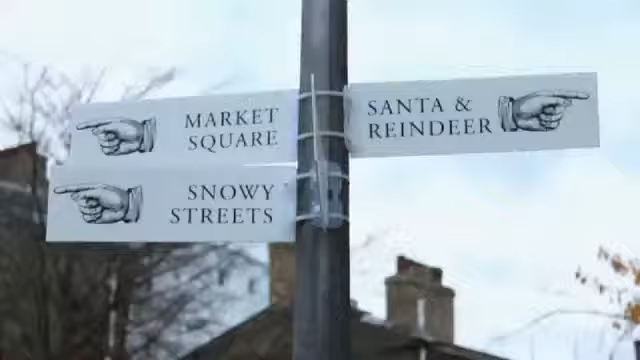 MARKET
SQUARE
SANTA &
REINDEER
SNOWY
STREETS